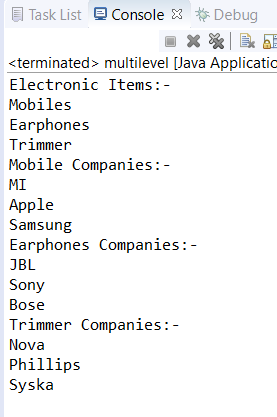 Task List Console Debug
<terminated> multilevel [Java Applicatio
Electronic Items:-
Mobiles
Earphones
Trimmer
Mobile Companies:-
MI
Apple
Samsung
Earphones Companies:-
JBL
Sony
Bose
Trimmer Companies:-
Nova
Phillips
Syska